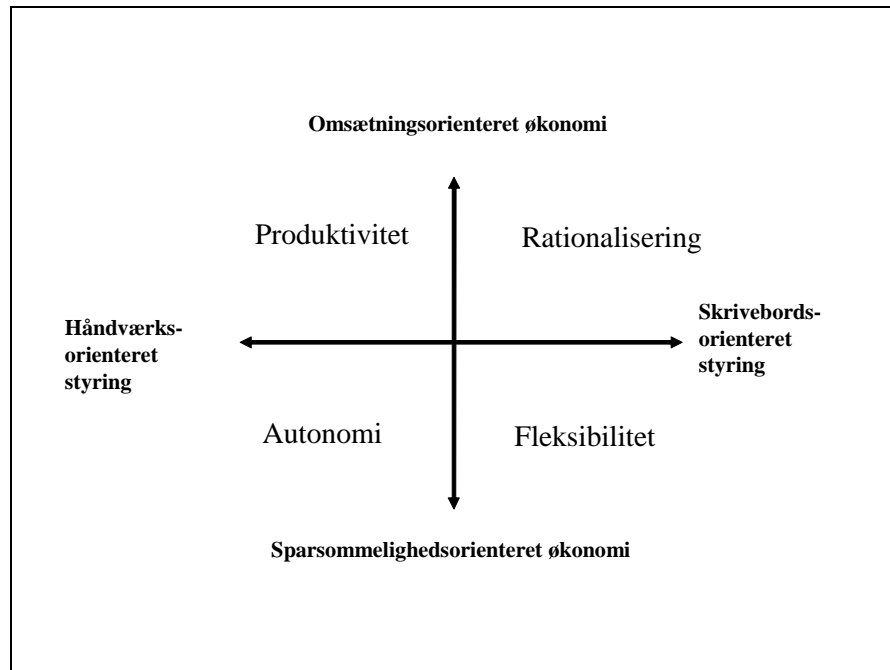 Omsætningsorienteret økonomi
Produktivitet
Rationalisering
Håndværks-
orienteret
styring
Skrivebords-
orienteret
styring
Autonomi
Fleksibilitet
Sparsommelighedsorienteret økonomi